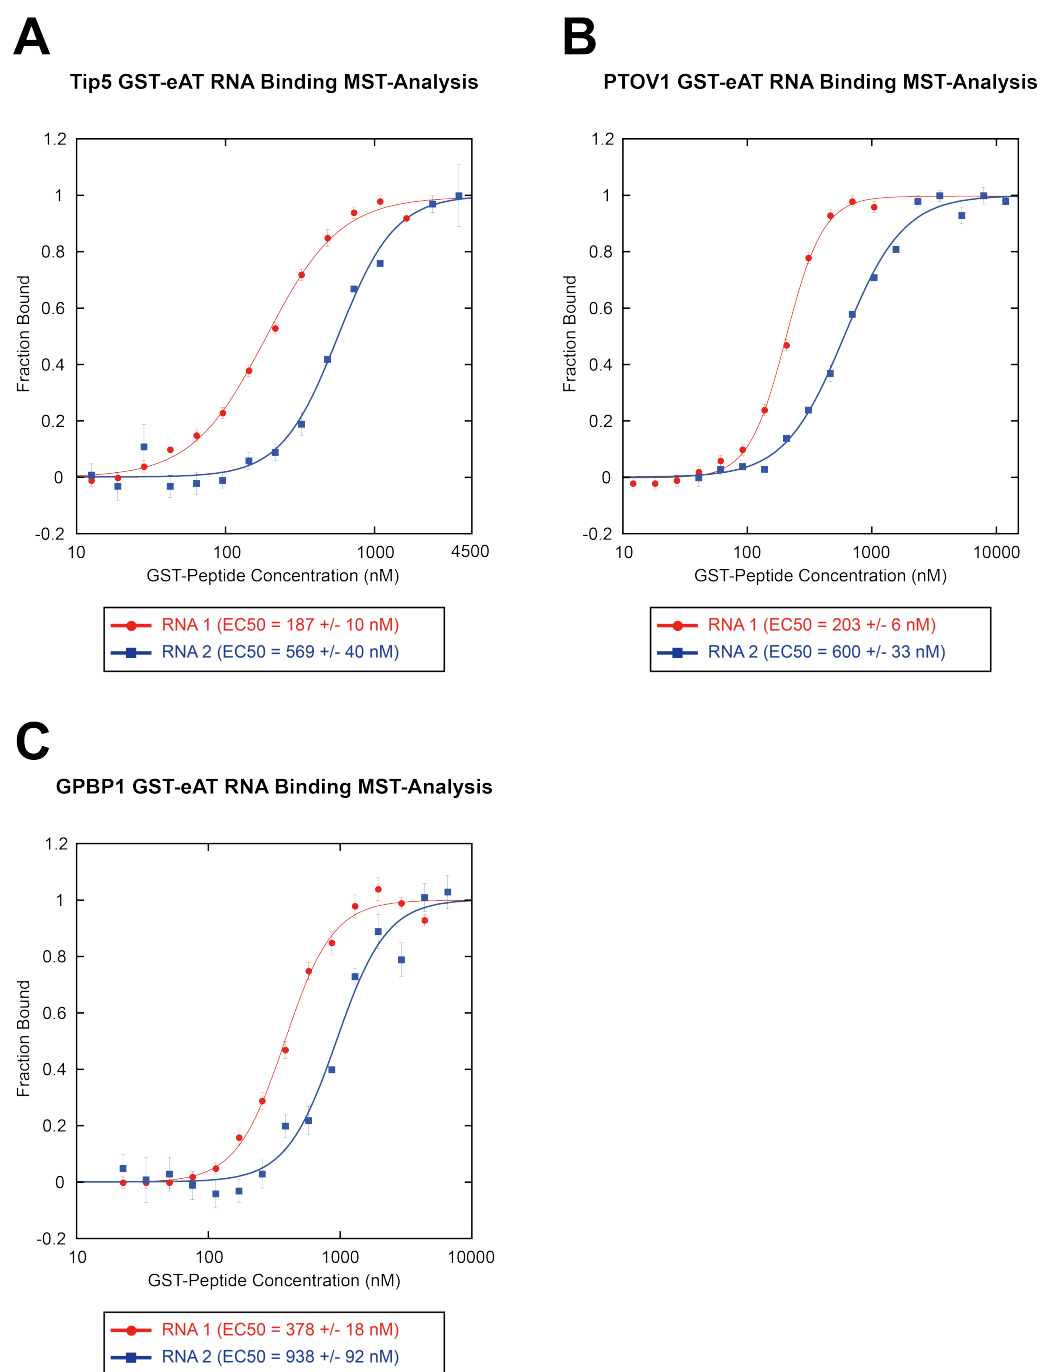 A
Tip5 GST-eAT RNA Binding MST-Analysis
1.2
1
0.8
0.6
0.4
0.2
0
-0.2
Fraction Bound
10
100
1000
4500
GST-Peptide Concentration (nM)
RNA 1 (EC50 = 187 +/- 10 nM)
RNA 2 (EC50 = 569 +/- 40 nM)
B
PTOV1 GST-eAT RNA Binding MST-Analysis
1.2
1
0.8
0.6
0.4
0.2
0
-0.2
Fraction Bound
10
100
1000
10000
GST-Peptide Concentration (nM)
RNA 1 (EC50 = 203 +/- 6 nM)
RNA 2 (EC50 = 600 +/- 33 nM)
C
GPBP1 GST-eAT RNA Binding MST-Analysis
1.2
1
0.8
0.6
0.4
0.2
0
-0.2
Fraction Bound
10
100
1000
10000
GST-Peptide Concentration (nM)
RNA 1 (EC50 = 378 +/- 18 nM)
RNA 2 (EC50 = 938 +/- 92 nM)